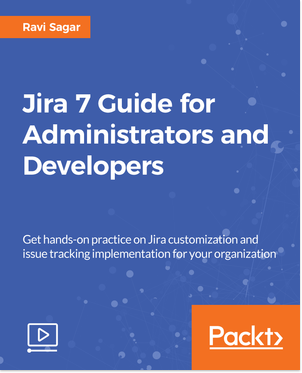 Ravi Sagar
Jira 7 Guide for
Administrators and
Developers
Get hands-on practice on Jira customization and
issue tracking implementation for your organization
Packt>